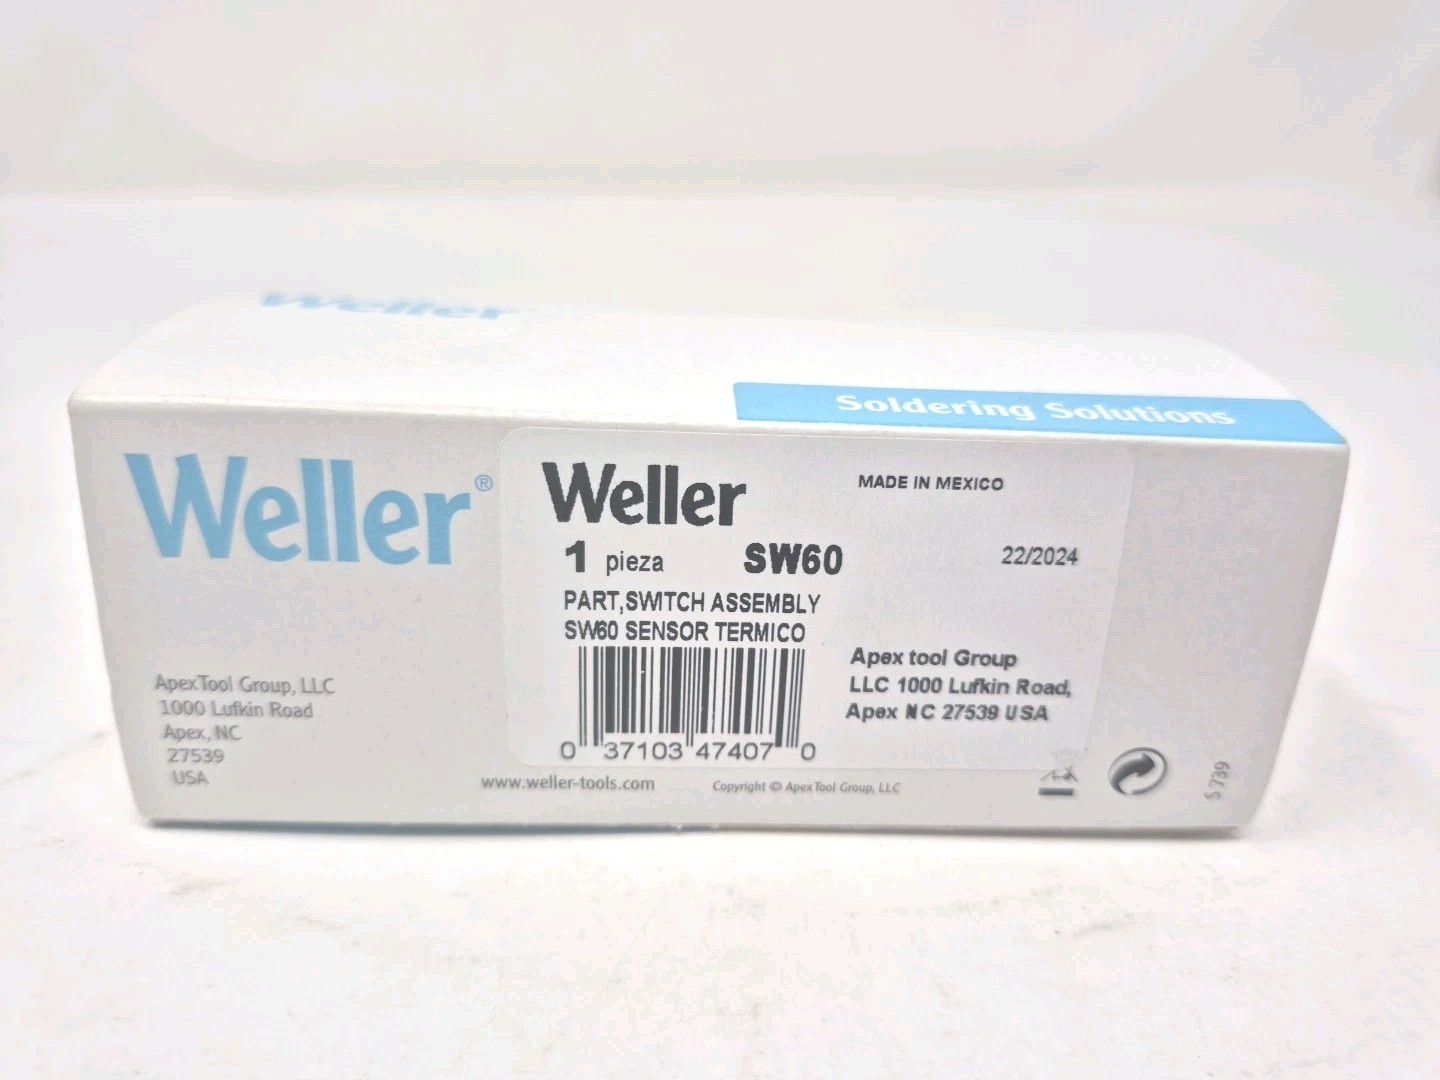 Weller
Soldering Solutions
Weller®
ApexTool Group, LLC
1000 Lufkin Road
Apex, NC
27539
USA
Weller
MADE IN MEXICO
1 pieza SW60 22/2024
PART,SWITCH ASSEMBLY
SW60 SENSOR TERMICO
0 37103 47407 0
Apex tool Group
LLC 1000 Lufkin Road,
Apex NC 27539 USA
www.weller-tools.com
Copyright © ApexTool Group, LLC
S 739